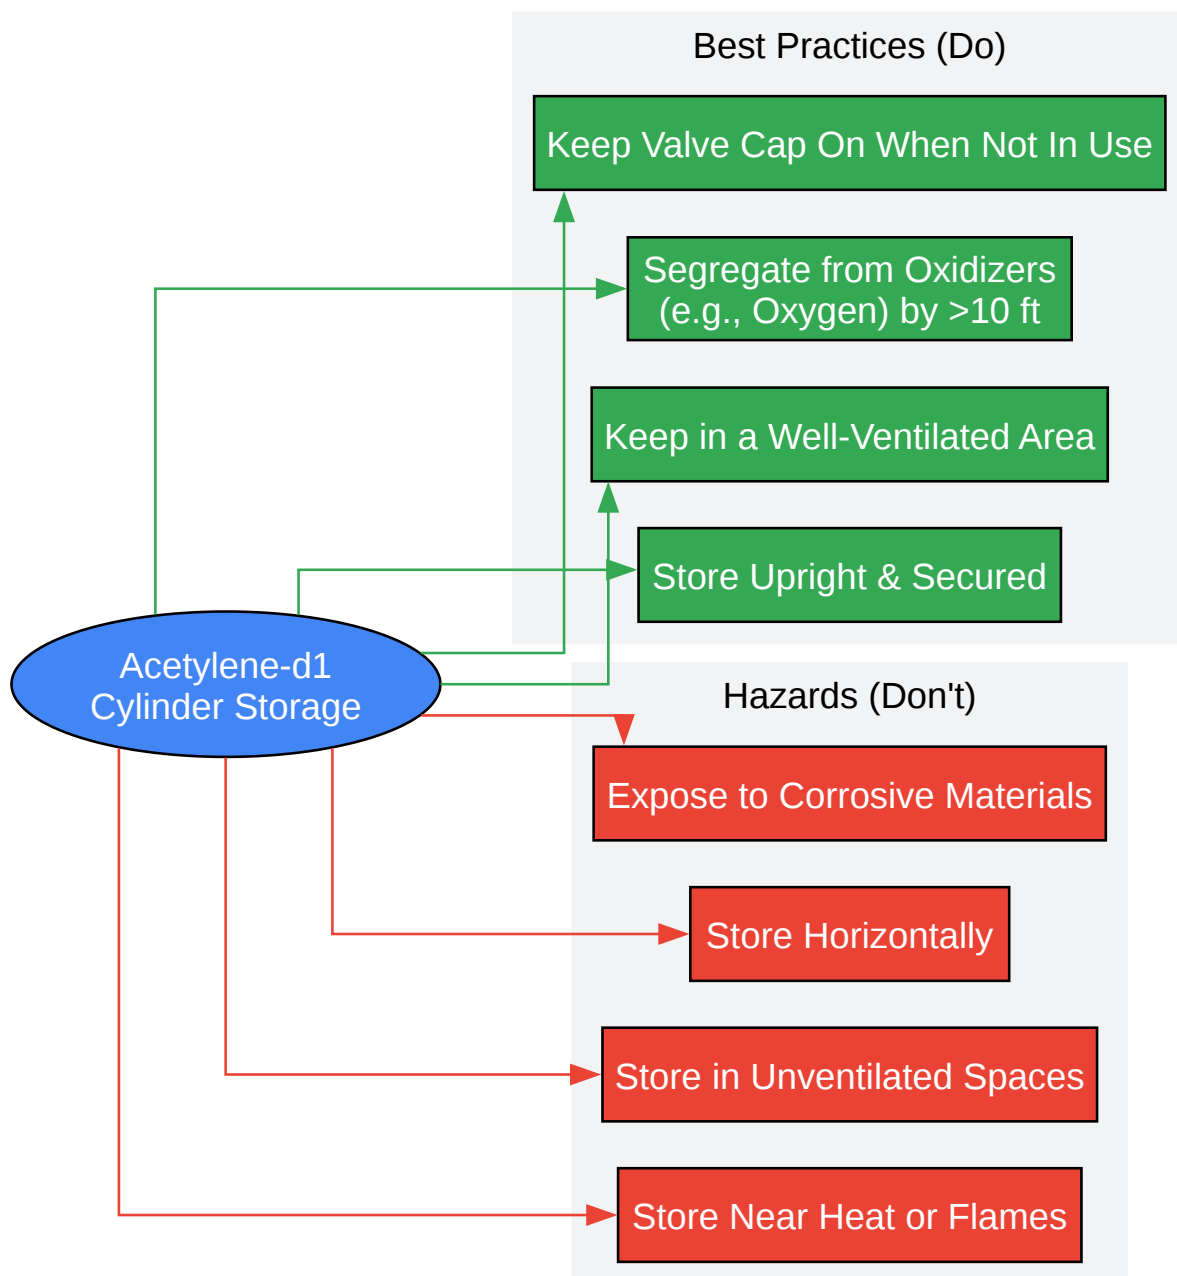 Best Practices (Do)
Keep Valve Cap On When Not In Use
Segregate from Oxidizers
(e.g., Oxygen) by >10 ft
Keep in a Well-Ventilated Area
Store Upright & Secured
Acetylene-d1
Cylinder Storage
Hazards (Don't)
Expose to Corrosive Materials
Store Horizontally
Store in Unventilated Spaces
Store Near Heat or Flames